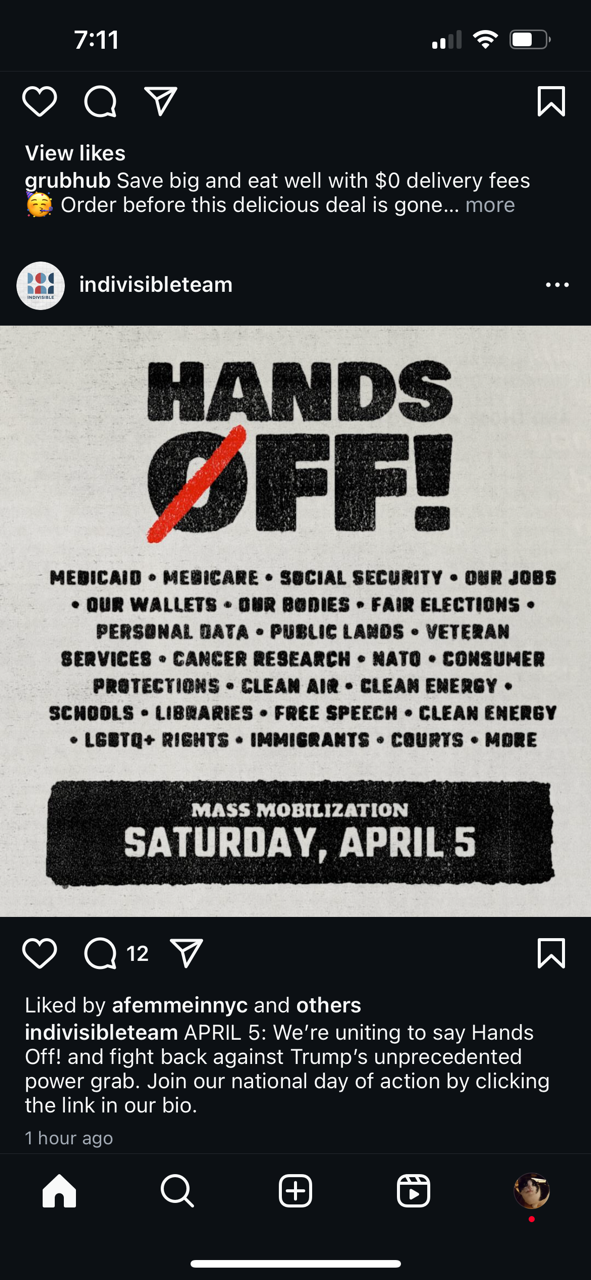 7:11
View likes
grubhub Save big and eat well with $0 delivery fees
🥳 Order before this delicious deal is gone... more
INDIVISIBLE
indivisibleteam
HANDS
OFF!
MEDICAID • MEDICARE • SOCIAL SECURITY • OUR JOBS
• OUR WALLETS • OUR BODIES • FAIR ELECTIONS •
PERSONAL DATA • PUBLIC LANDS • VETERAN
SERVICES • CANCER RESEARCH • NATO • CONSUMER
PROTECTIONS • CLEAN AIR • CLEAN ENERGY •
SCHOOLS • LIBRARIES • FREE SPEECH • CLEAN ENERGY
• LGBTQ+ RIGHTS • IMMIGRANTS • COURTS • MORE
MASS MOBILIZATION
SATURDAY, APRIL 5
12
Liked by afemmeinnyc and others
indivisibleteam APRIL 5: We’re uniting to say Hands
Off! and fight back against Trump’s unprecedented
power grab. Join our national day of action by clicking
the link in our bio.
1 hour ago